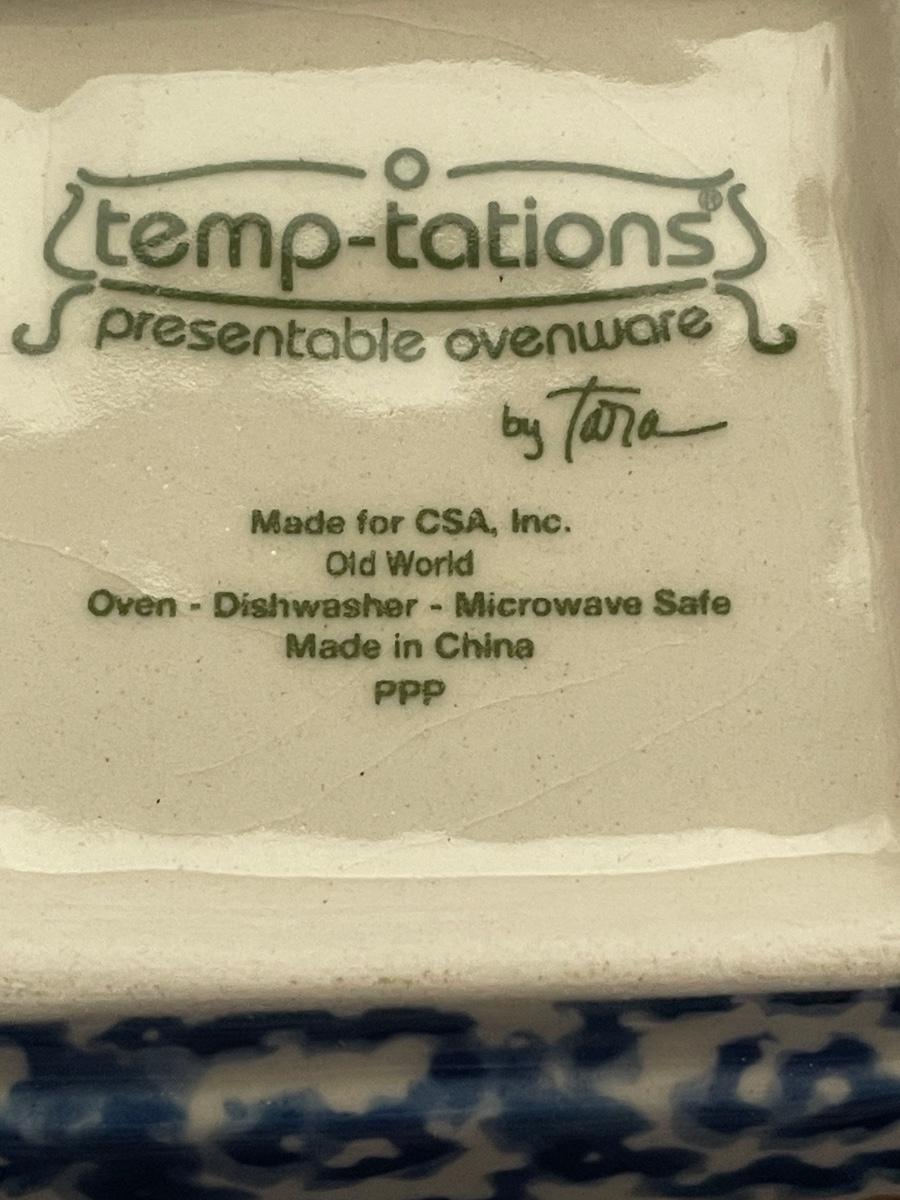 temp-tations®
presentable ovenware
by Tara
Made for CSA, Inc.
Old World
Oven - Dishwasher - Microwave Safe
Made in China
PPP